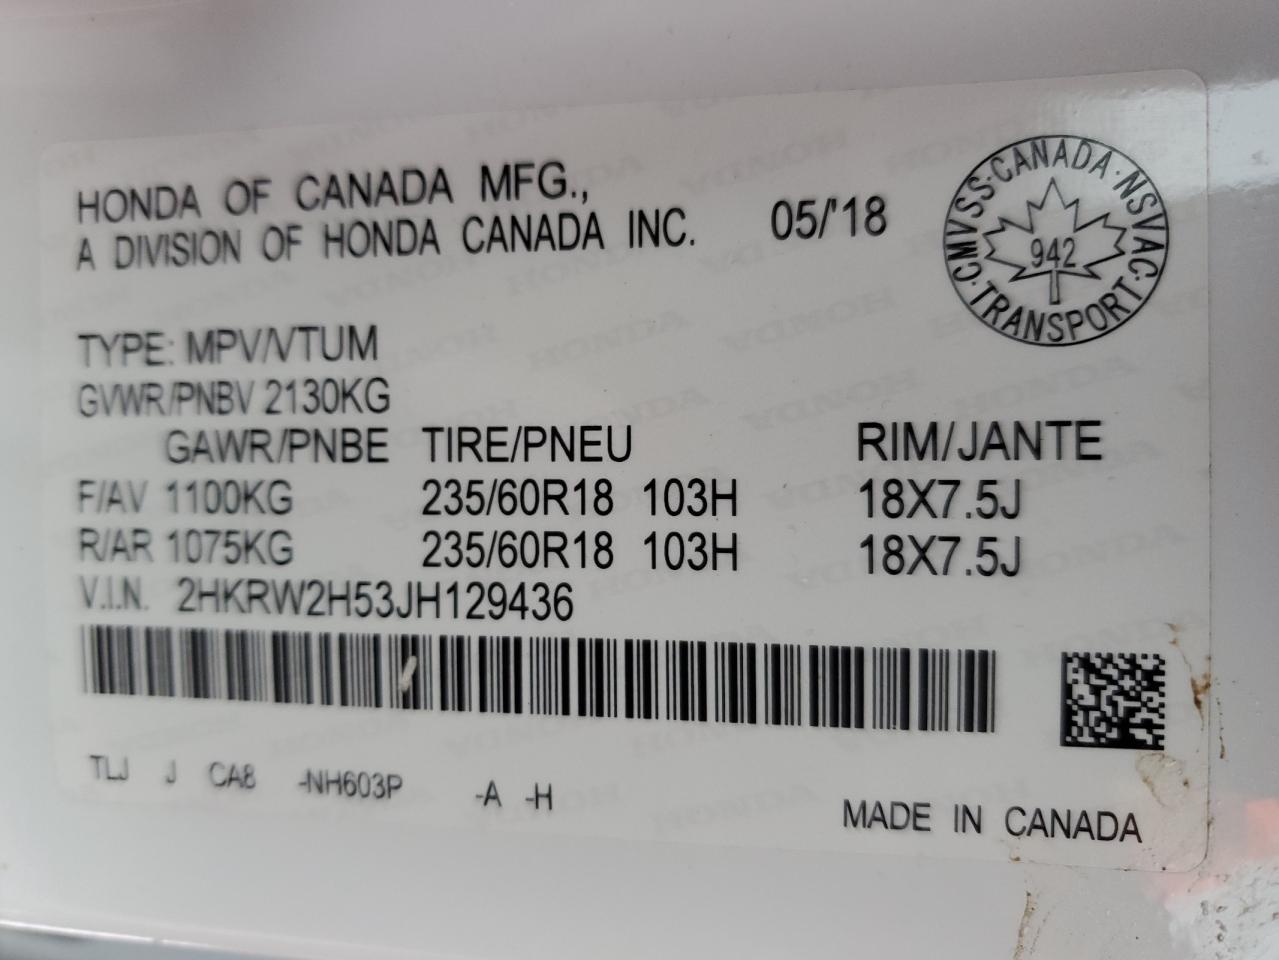 HONDA OF CANADA MFG.,
A DIVISION OF HONDA CANADA INC. 05/'18
CMVSS·CANADA·NSVAC·TRANSPORT·
942
TYPE: MPV/VTUM
GVWR/PNBV 2130KG
GAWR/PNBE TIRE/PNEU RIM/JANTE
F/AV 1100KG 235/60R18 103H 18X7.5J
R/AR 1075KG 235/60R18 103H 18X7.5J
V.I.N. 2HKRW2H53JH129436
TLJ J CA8 -NH603P -A -H
MADE IN CANADA